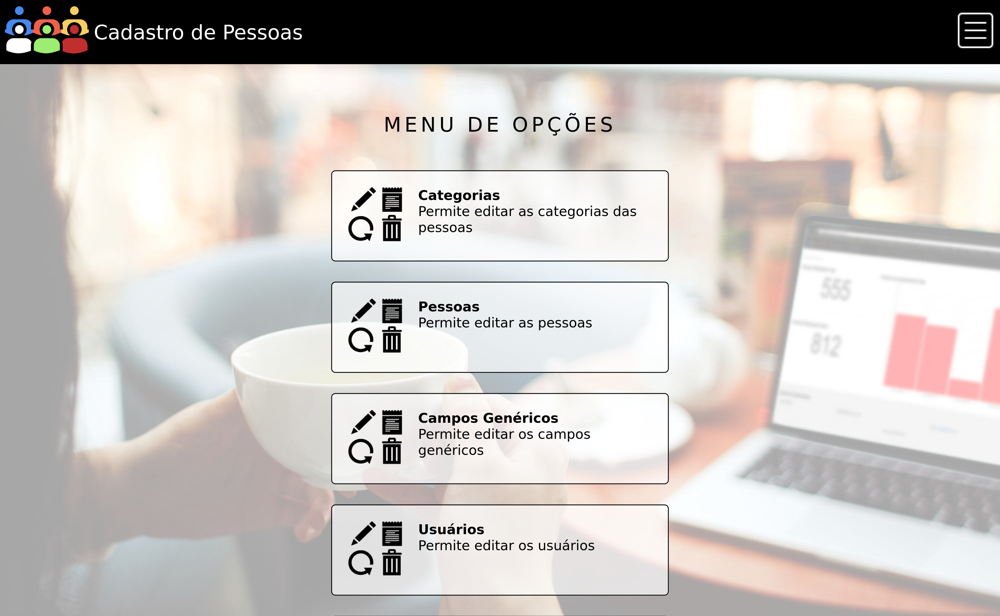 Cadastro de Pessoas
MENU DE OPÇÕES
Categorias
Permite editar as categorias das
pessoas
Pessoas
Permite editar as pessoas
Campos Genéricos
Permite editar os campos
genéricos
Usuários
Permite editar os usuários
555
812